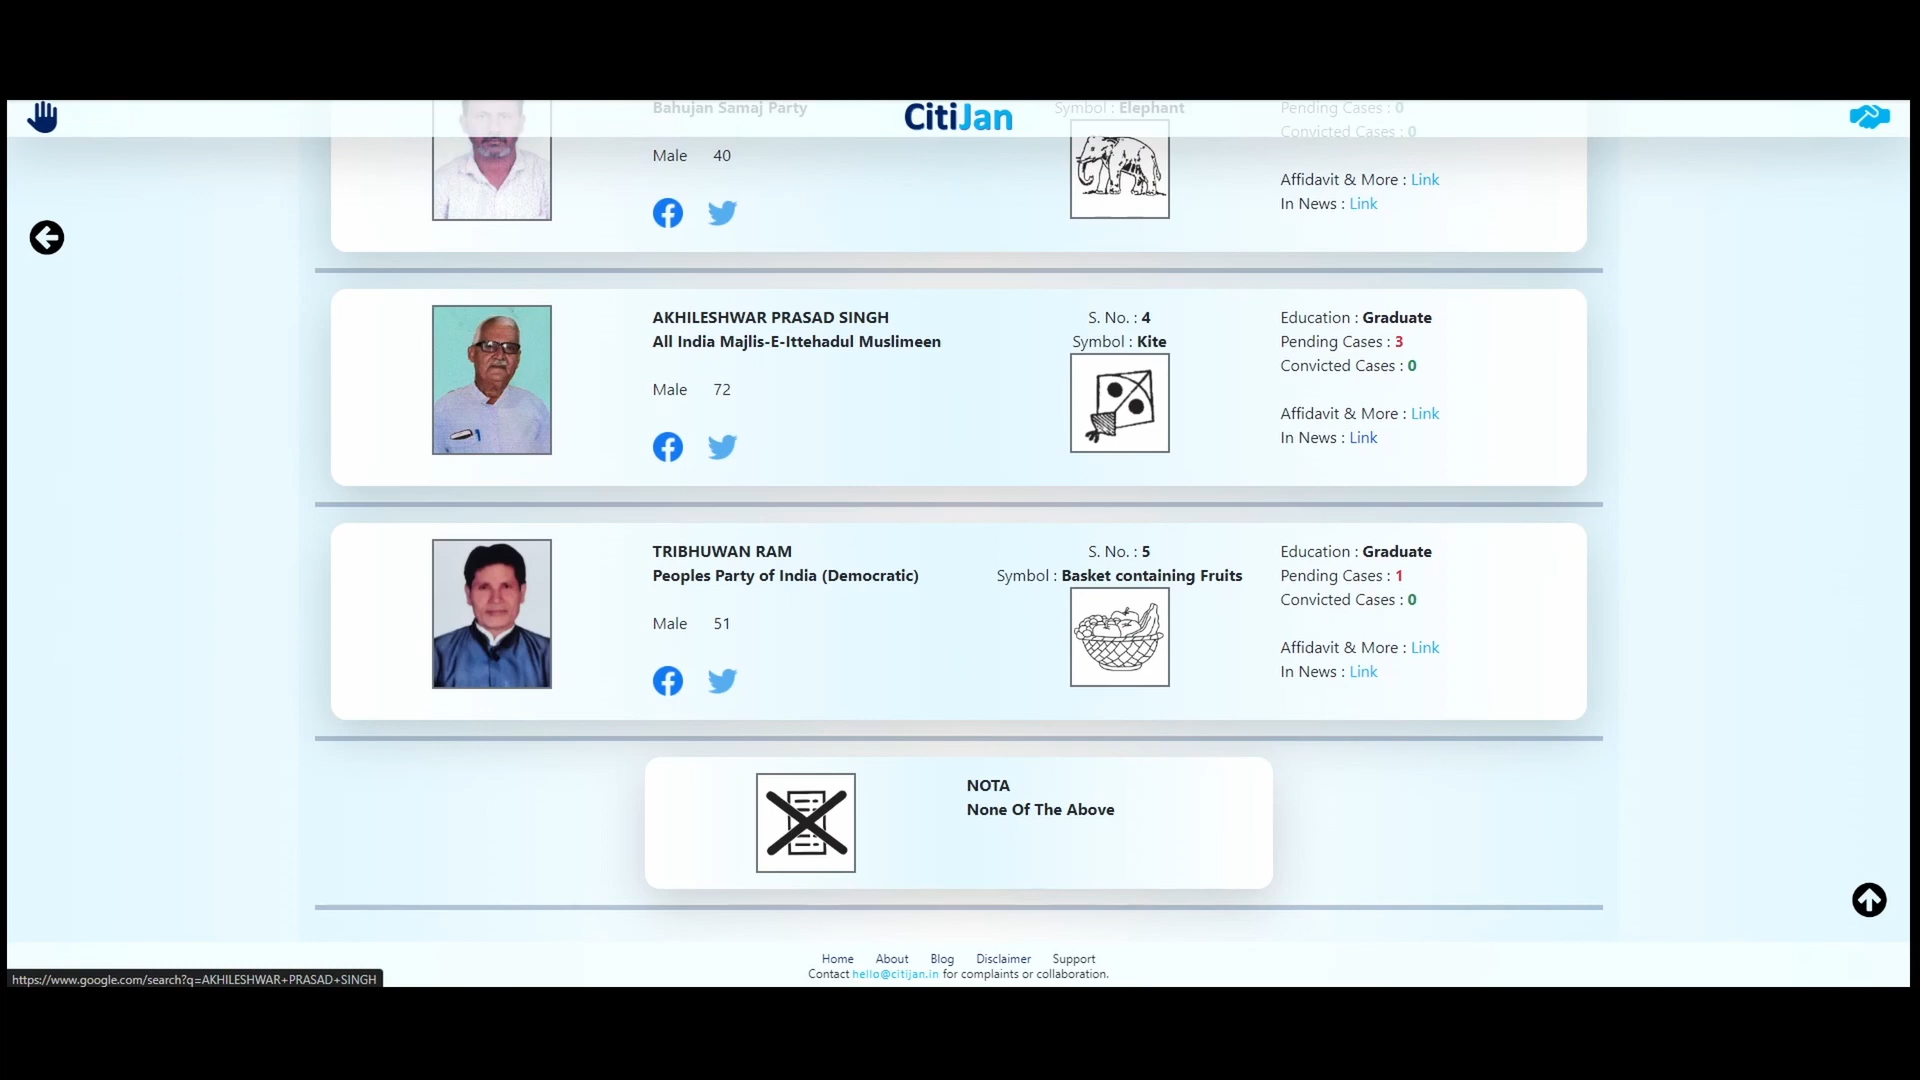 Bahujan Samaj Party
CitiJan
Symbol : Elephant
Pending Cases : 0
Convicted Cases : 0
Male 40
Affidavit & More : Link
In News : Link
AKHILESHWAR PRASAD SINGH
All India Majlis-E-Ittehadul Muslimeen
Male 72
S. No. : 4
Symbol : Kite
Education : Graduate
Pending Cases : 3
Convicted Cases : 0
Affidavit & More : Link
In News : Link
TRIBHUWAN RAM
Peoples Party of India (Democratic)
Male 51
S. No. : 5
Symbol : Basket containing Fruits
Education : Graduate
Pending Cases : 1
Convicted Cases : 0
Affidavit & More : Link
In News : Link
NOTA
None Of The Above
Home About Blog Disclaimer Support
Contact hello@citijan.in for complaints or collaboration.
https://www.google.com/search?q=AKHILESHWAR+PRASAD+SINGH